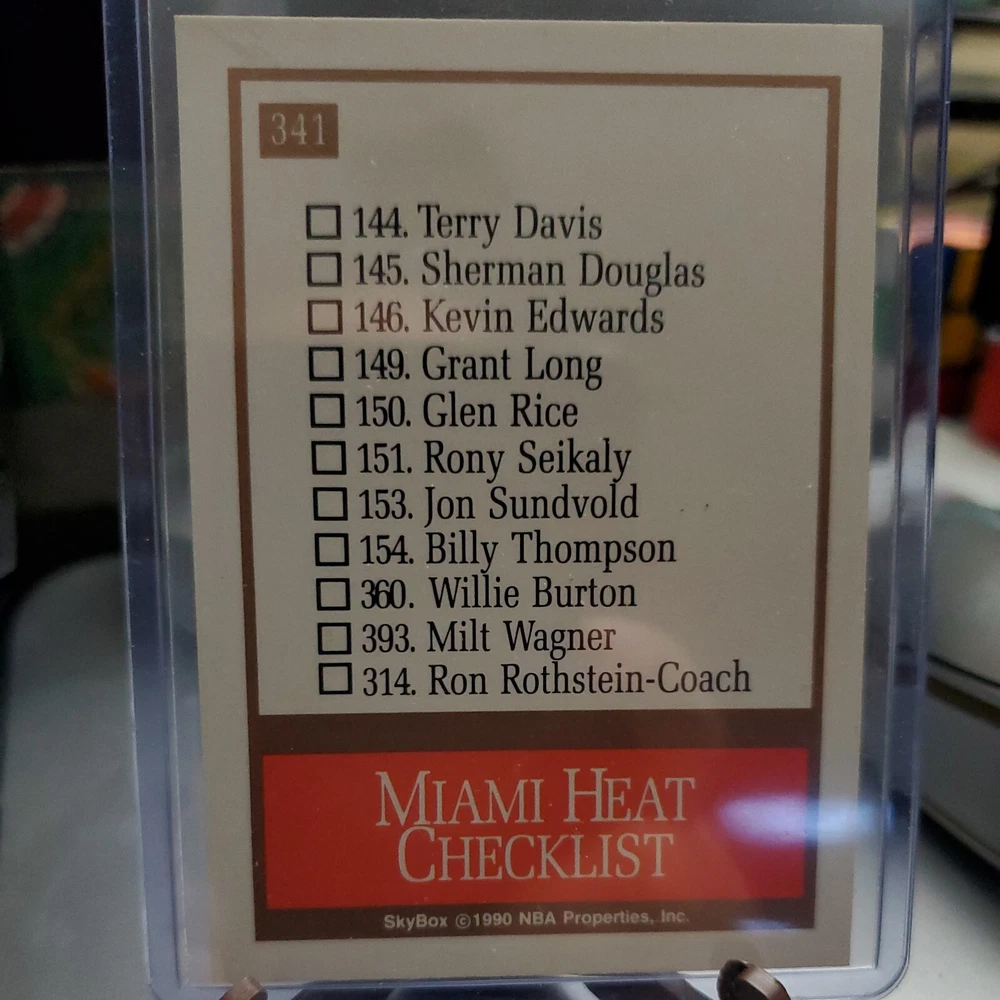 341
144. Terry Davis
145. Sherman Douglas
146. Kevin Edwards
149. Grant Long
150. Glen Rice
151. Rony Seikaly
153. Jon Sundvold
154. Billy Thompson
360. Willie Burton
393. Milt Wagner
314. Ron Rothstein-Coach
MIAMI HEAT
CHECKLIST
SkyBox ©1990 NBA Properties, Inc.